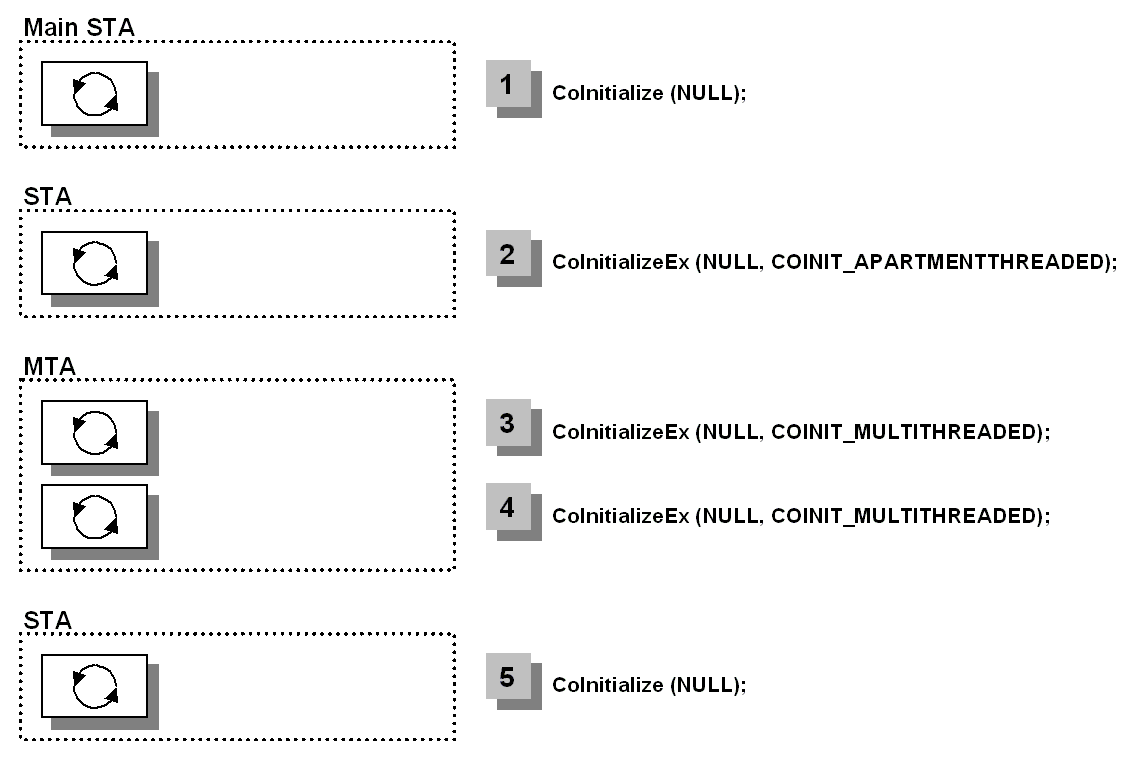 Main STA
1 CoInitialize (NULL);
STA
2 CoInitializeEx (NULL, COINIT_APARTMENTTHREADED);
MTA
3 CoInitializeEx (NULL, COINIT_MULTITHREADED);
4 CoInitializeEx (NULL, COINIT_MULTITHREADED);
STA
5 CoInitialize (NULL);